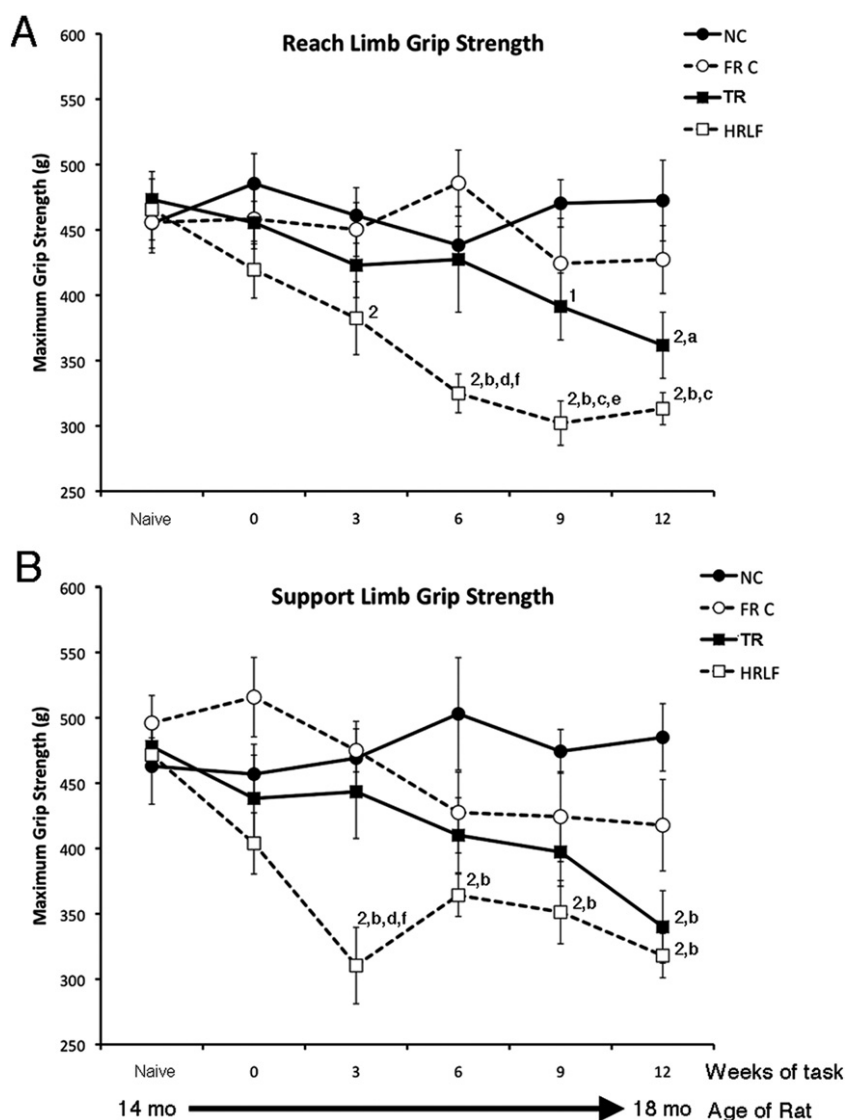 A
Reach Limb Grip Strength
NC
FR C
TR
HRLF
Maximum Grip Strength (g)
600
550
500
450
400
350
300
250
2
2,b,d,f
1
2,b,c,e
2,a
2,b,c
Naive 0 3 6 9 12
B
Support Limb Grip Strength
NC
FR C
TR
HRLF
Maximum Grip Strength (g)
600
550
500
450
400
350
300
250
2,b,d,f
2,b
2,b
2,b
2,b
Naive 0 3 6 9 12 Weeks of task
14 mo 18 mo Age of Rat